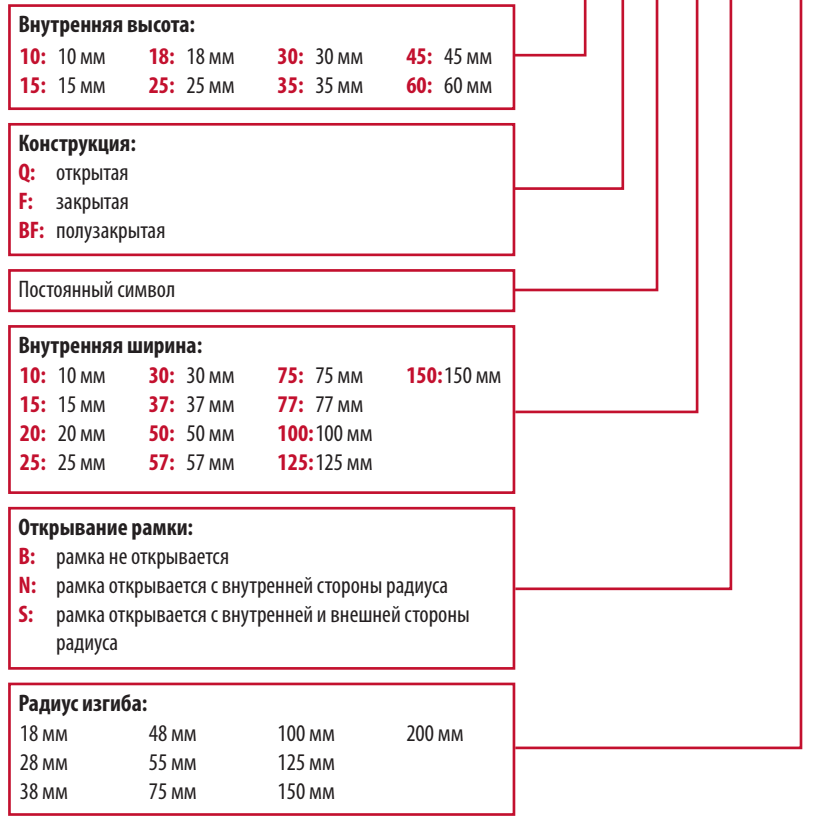 Внутренняя высота:
10: 10 мм 18: 18 мм 30: 30 мм 45: 45 мм
15: 15 мм 25: 25 мм 35: 35 мм 60: 60 мм
Конструкция:
Q: открытая
F: закрытая
BF: полузакрытая
Постоянный символ
Внутренняя ширина:
10: 10 мм 30: 30 мм 75: 75 мм 150: 150 мм
15: 15 мм 37: 37 мм 77: 77 мм
20: 20 мм 50: 50 мм 100: 100 мм
25: 25 мм 57: 57 мм 125: 125 мм
Открывание рамки:
B: рамка не открывается
N: рамка открывается с внутренней стороны радиуса
S: рамка открывается с внутренней и внешней стороны
радиуса
Радиус изгиба:
18 мм 48 мм 100 мм 200 мм
28 мм 55 мм 125 мм
38 мм 75 мм 150 мм